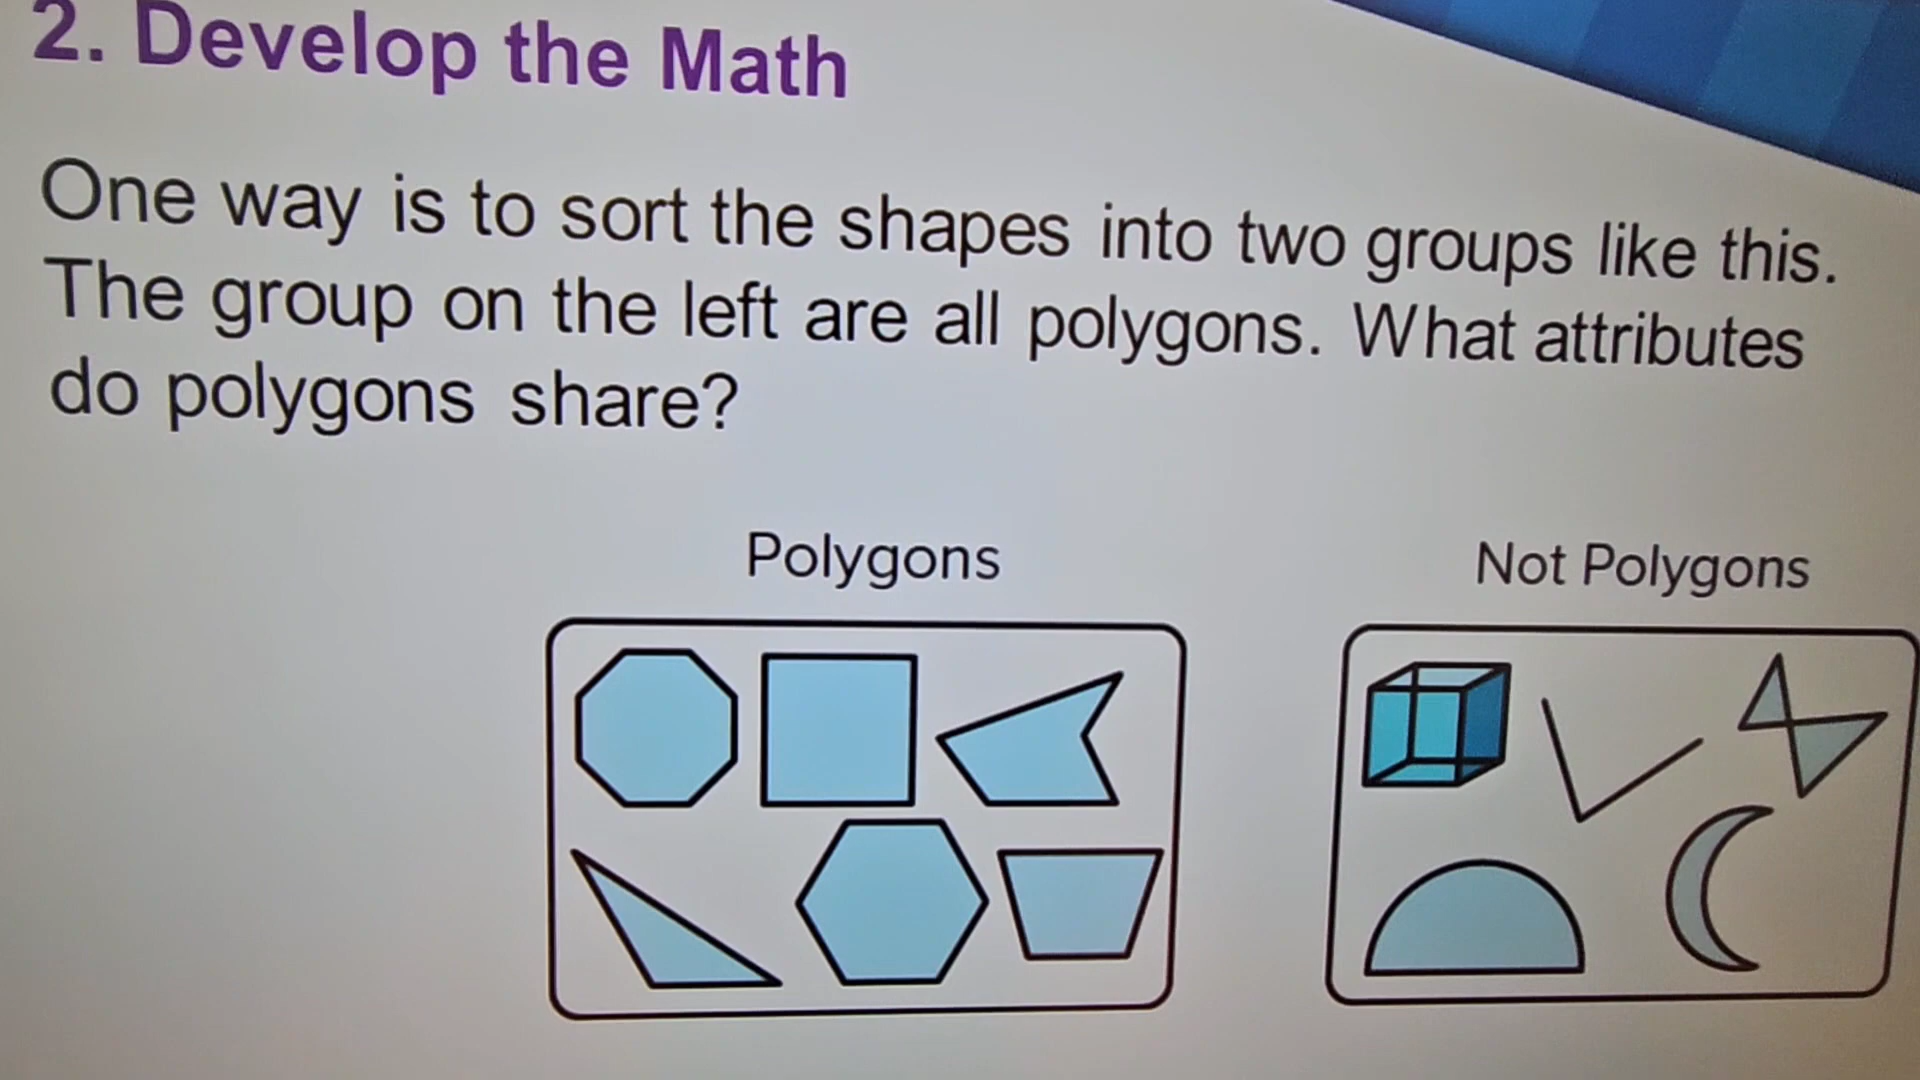 2. Develop the Math
One way is to sort the shapes into two groups like this.
The group on the left are all polygons. What attributes
do polygons share?
Polygons
Not Polygons